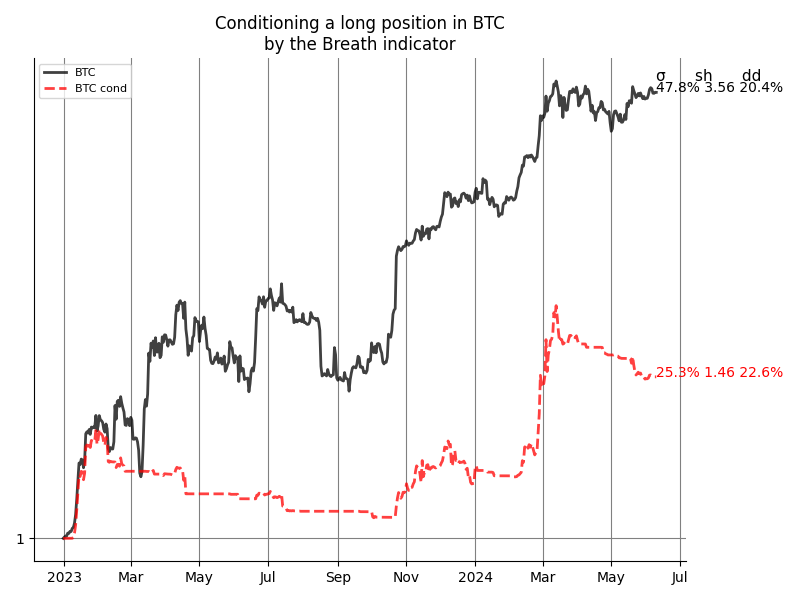 Conditioning a long position in BTC
by the Breath indicator
BTC
BTC cond
σ sh dd
47.8% 3.56 20.4%
25.3% 1.46 22.6%
1
2023 Mar May Jul Sep Nov 2024 Mar May Jul